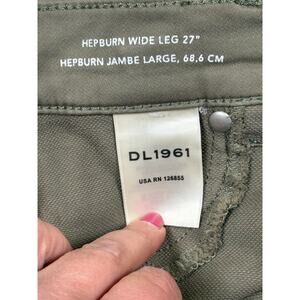 HEPBURN WIDE LEG 27"
HEPBURN JAMBE LARGE, 68,6 CM
DL1961
USA RN 126855